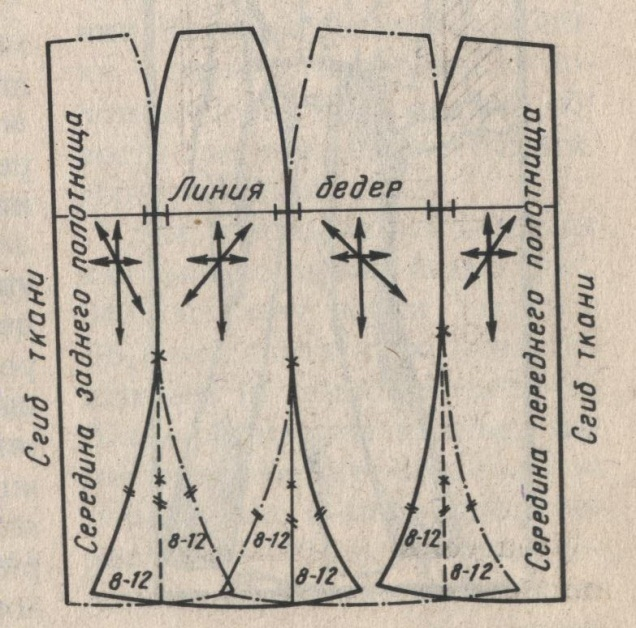 Сгиб ткани
Середина заднего полотнища
Линия бедер
Середина переднего полотнища
Сгиб ткани
8-12
8-12
8-12
8-12
8-12
8-12